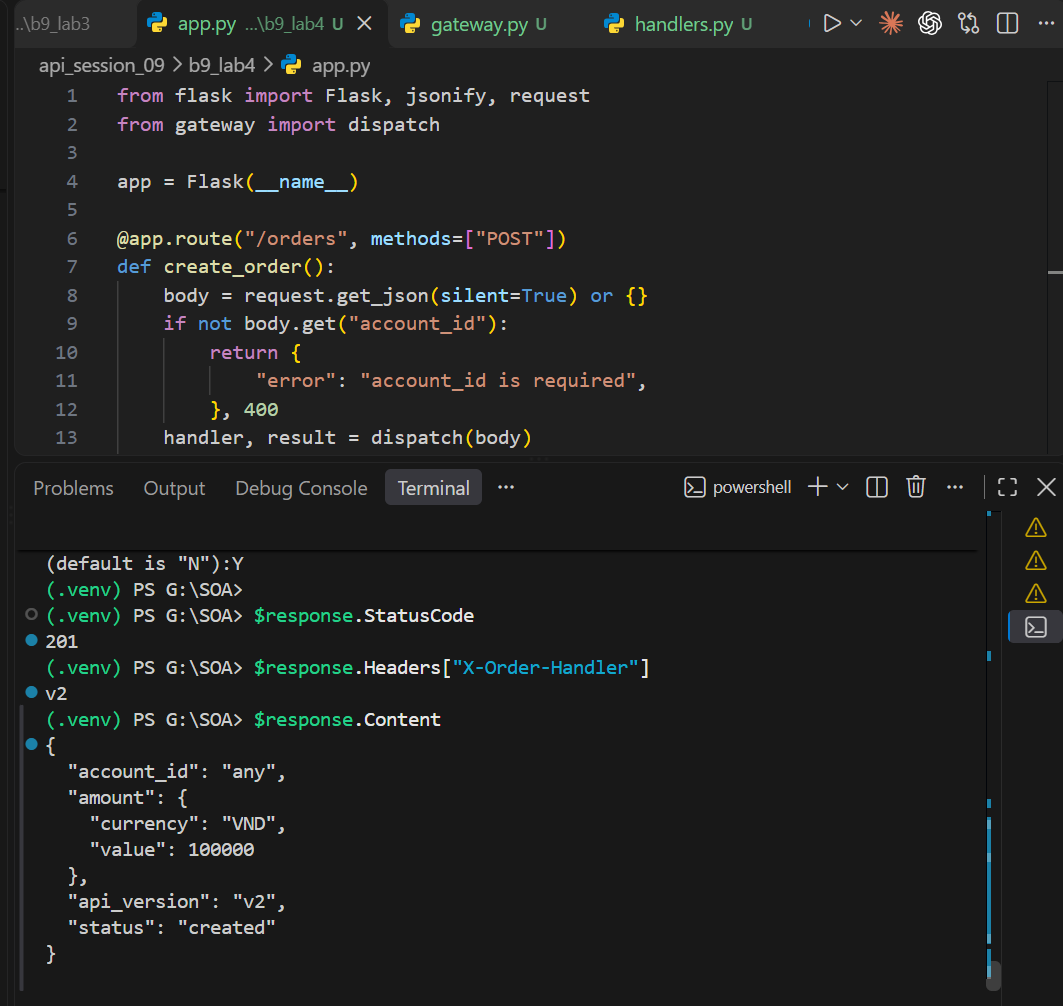 ..\b9_lab3
app.py ...\b9_lab4 U
gateway.py U
handlers.py U
api_session_09 > b9_lab4 > app.py
1 from flask import Flask, jsonify, request
2 from gateway import dispatch
3
4 app = Flask(__name__)
5
6 @app.route("/orders", methods=["POST"])
7 def create_order():
8     body = request.get_json(silent=True) or {}
9     if not body.get("account_id"):
10         return {
11             "error": "account_id is required",
12         }, 400
13     handler, result = dispatch(body)
Problems Output Debug Console Terminal ... powershell
(default is "N"):Y
(.venv) PS G:\SOA>
(.venv) PS G:\SOA> $response.StatusCode
201
(.venv) PS G:\SOA> $response.Headers["X-Order-Handler"]
v2
(.venv) PS G:\SOA> $response.Content
{
  "account_id": "any",
  "amount": {
    "currency": "VND",
    "value": 100000
  },
  "api_version": "v2",
  "status": "created"
}